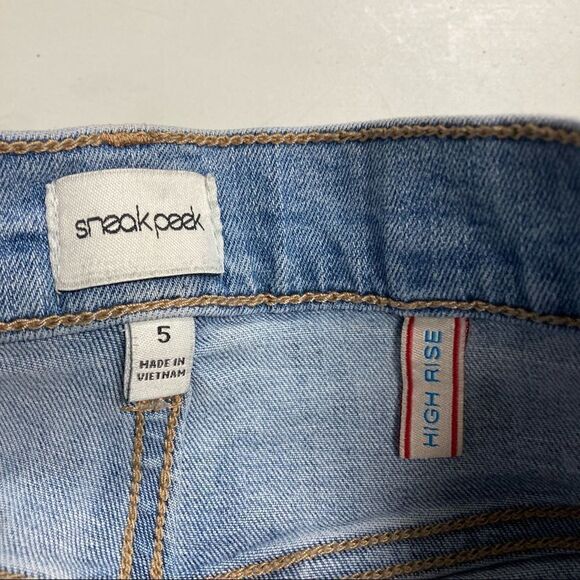 sneak peek
5
MADE IN
VIETNAM
HIGH RISE